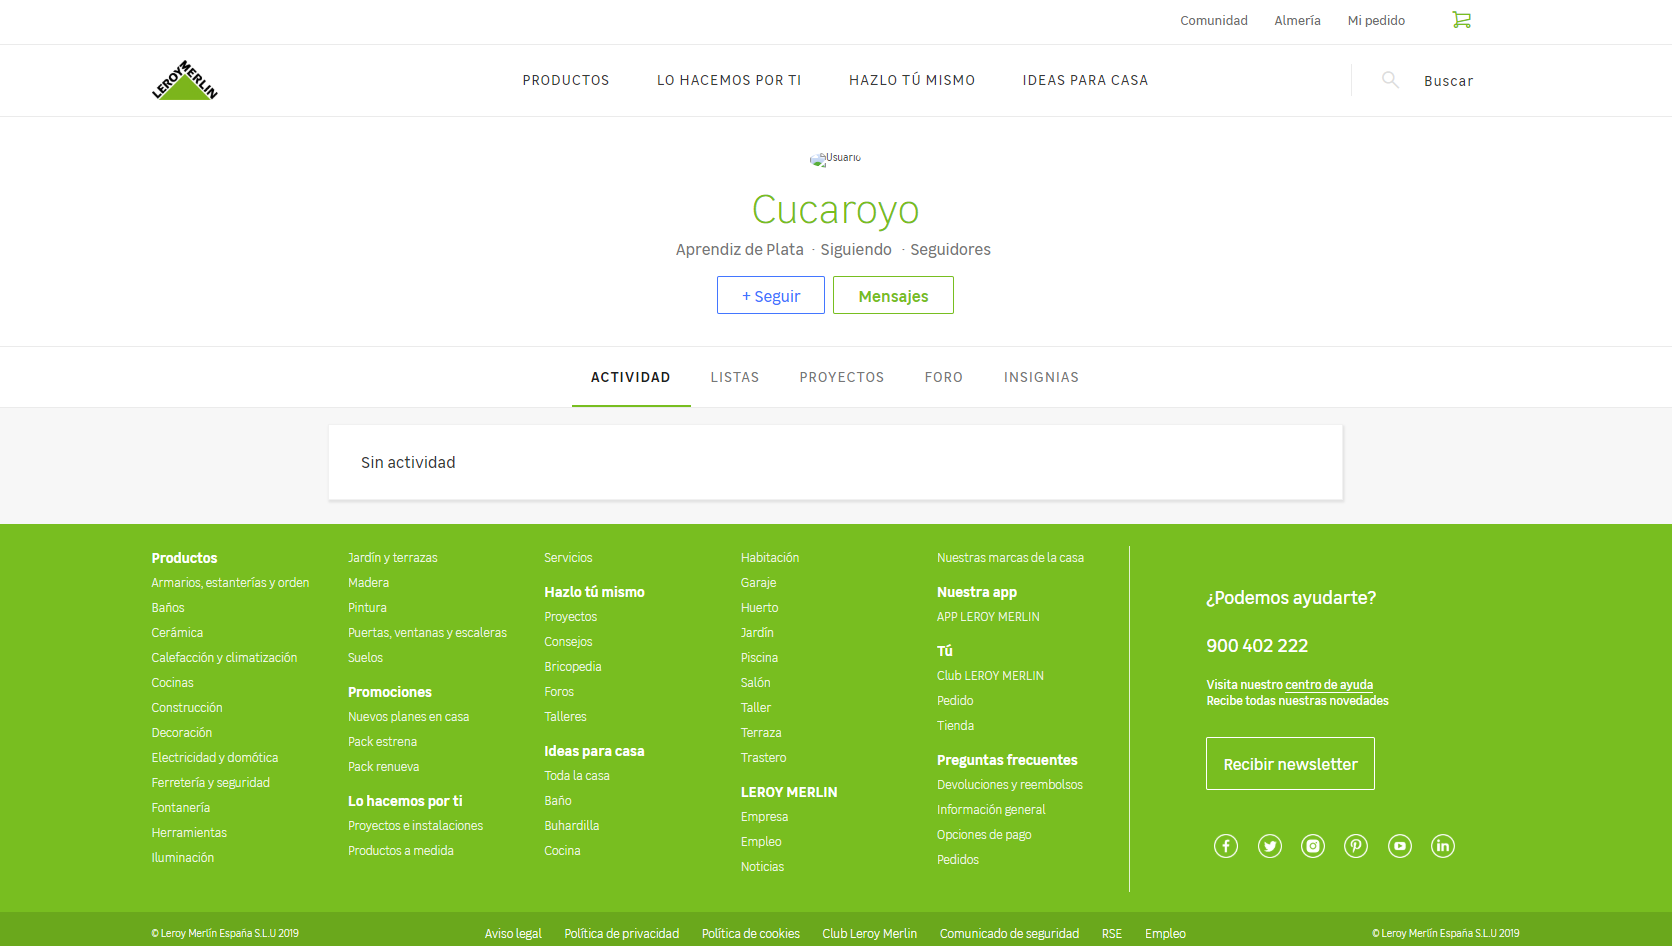 Comunidad Almería Mi pedido
LEROY MERLIN
PRODUCTOS LO HACEMOS POR TI HAZLO TÚ MISMO IDEAS PARA CASA Buscar
Usuario
Cucaroyo
Aprendiz de Plata · Siguiendo · Seguidores
+ Seguir Mensajes
ACTIVIDAD LISTAS PROYECTOS FORO INSIGNIAS
Sin actividad
Productos
Armarios, estanterías y orden
Baños
Cerámica
Calefacción y climatización
Cocinas
Construcción
Decoración
Electricidad y domótica
Ferretería y seguridad
Fontanería
Herramientas
Iluminación
Jardín y terrazas
Madera
Pintura
Puertas, ventanas y escaleras
Suelos
Promociones
Nuevos planes en casa
Pack estrena
Pack renueva
Lo hacemos por ti
Proyectos e instalaciones
Productos a medida
Servicios
Hazlo tú mismo
Proyectos
Consejos
Bricopedia
Foros
Talleres
Ideas para casa
Toda la casa
Baño
Buhardilla
Cocina
Habitación
Garaje
Huerto
Jardín
Piscina
Salón
Taller
Terraza
Trastero
LEROY MERLIN
Empresa
Empleo
Noticias
Nuestras marcas de la casa
Nuestra app
APP LEROY MERLIN
Tú
Club LEROY MERLIN
Pedido
Tienda
Preguntas frecuentes
Devoluciones y reembolsos
Información general
Opciones de pago
Pedidos
¿Podemos ayudarte?
900 402 222
Visita nuestro centro de ayuda
Recibe todas nuestras novedades
Recibir newsletter
© Leroy Merlín España S.L.U 2019 Aviso legal Política de privacidad Política de cookies Club Leroy Merlin Comunicado de seguridad RSE Empleo © Leroy Merlín España S.L.U 2019